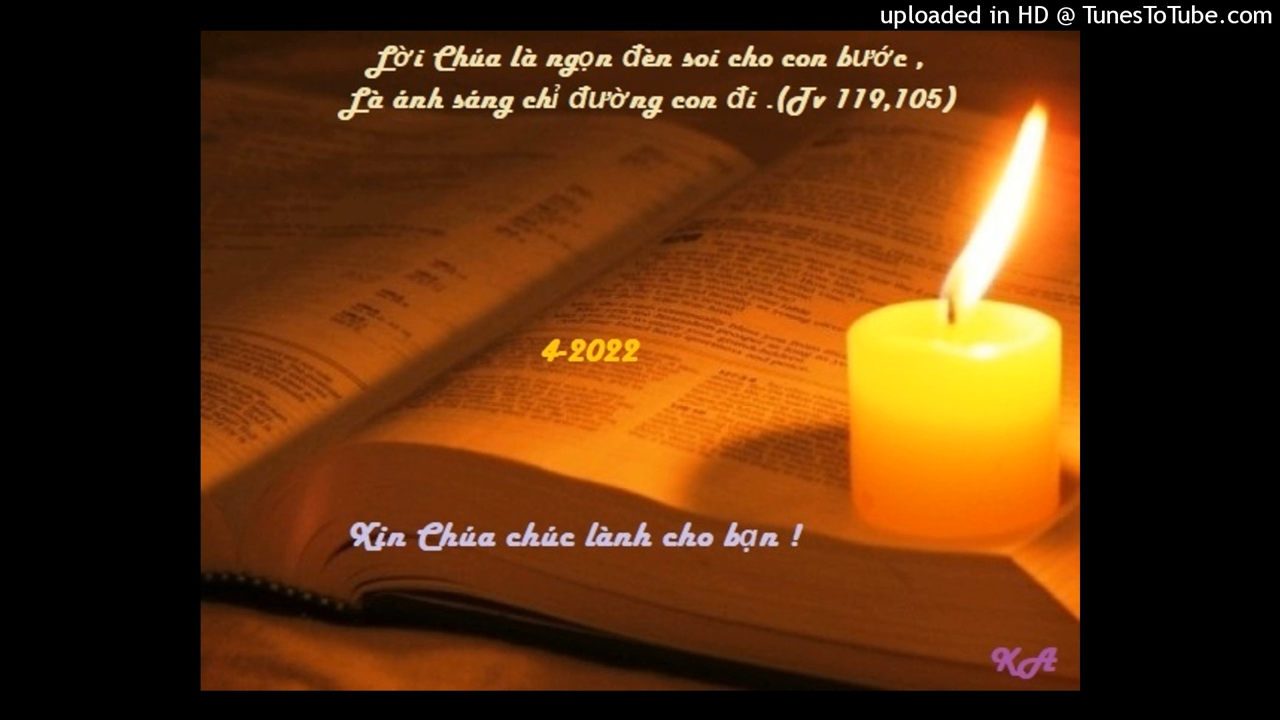 uploaded in HD @ TunesToTube.com
Lời Chúa là ngọn đèn soi cho con bước ,
Là ánh sáng chỉ đường con đi .(Tv 119,105)
4-2022
Xin Chúa chúc lành cho bạn !
KA